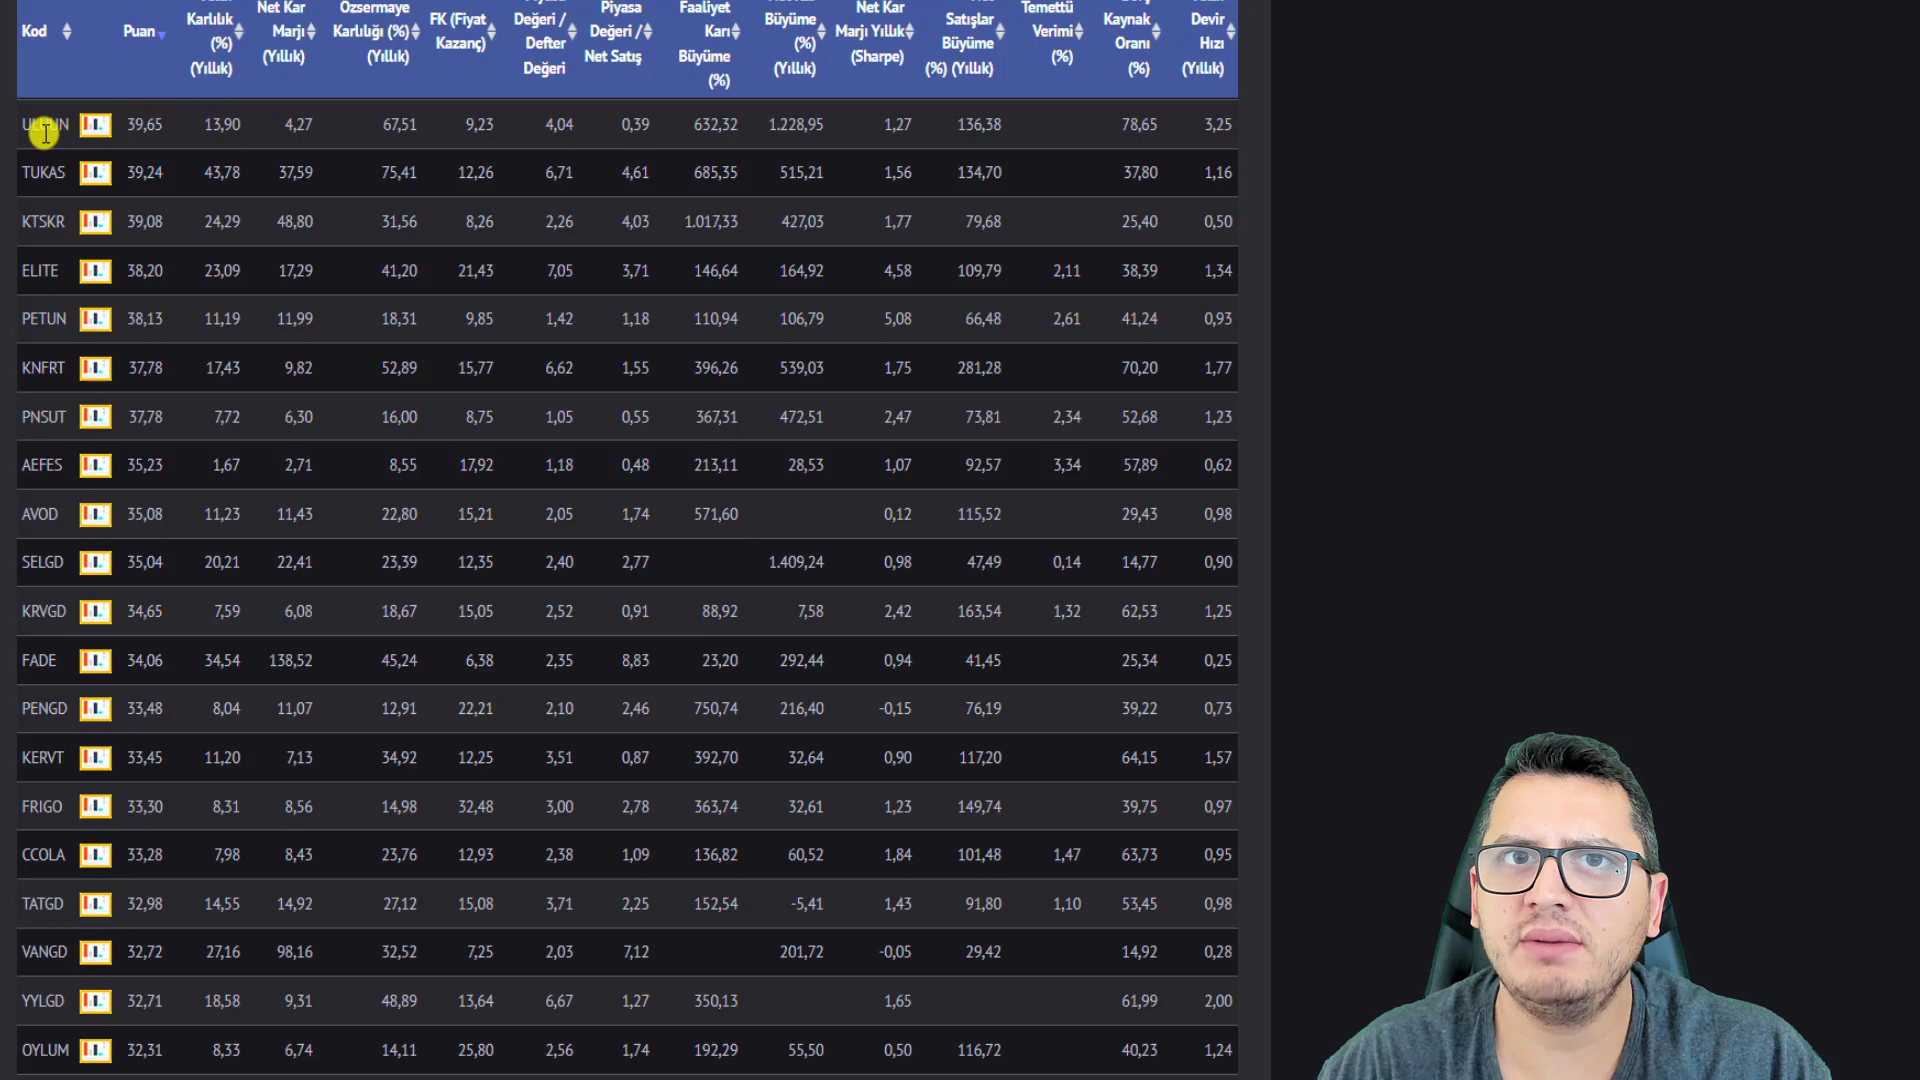 Kod Puan Karlılık (%) (Yıllık) Net Kar Marjı (Yıllık) Özsermaye Karlılığı (%) (Yıllık) FK (Fiyat Kazanç) Değeri / Defter Değeri Piyasa Değeri / Net Satış Faaliyet Karı Büyüme (%) Büyüme (%) (Yıllık) Net Kar Marjı Yıllık (Sharpe) Satışlar Büyüme (%) (Yıllık) Temettü Verimi (%) Kaynak Oranı (%) Devir Hızı (Yıllık)
39,65 13,90 4,27 67,51 9,23 4,04 0,39 632,32 1.228,95 1,27 136,38 78,65 3,25
TUKAS 39,24 43,78 37,59 75,41 12,26 6,71 4,61 685,35 515,21 1,56 134,70 37,80 1,16
KTSKR 39,08 24,29 48,80 31,56 8,26 2,26 4,03 1.017,33 427,03 1,77 79,68 25,40 0,50
ELITE 38,20 23,09 17,29 41,20 21,43 7,05 3,71 146,64 164,92 4,58 109,79 2,11 38,39 1,34
PETUN 38,13 11,19 11,99 18,31 9,85 1,42 1,18 110,94 106,79 5,08 66,48 2,61 41,24 0,93
KNFRT 37,78 17,43 9,82 52,89 15,77 6,62 1,55 396,26 539,03 1,75 281,28 70,20 1,77
PNSUT 37,78 7,72 6,30 16,00 8,75 1,05 0,55 367,31 472,51 2,47 73,81 2,34 52,68 1,23
AEFES 35,23 1,67 2,71 8,55 17,92 1,18 0,48 213,11 28,53 1,07 92,57 3,34 57,89 0,62
AVOD 35,08 11,23 11,43 22,80 15,21 2,05 1,74 571,60 0,12 115,52 29,43 0,98
SELGD 35,04 20,21 22,41 23,39 12,35 2,40 2,77 1.409,24 0,98 47,49 0,14 14,77 0,90
KRVGD 34,65 7,59 6,08 18,67 15,05 2,52 0,91 88,92 7,58 2,42 163,54 1,32 62,53 1,25
FADE 34,06 34,54 138,52 45,24 6,38 2,35 8,83 23,20 292,44 0,94 41,45 25,34 0,25
PENGD 33,48 8,04 11,07 12,91 22,21 2,10 2,46 750,74 216,40 -0,15 76,19 39,22 0,73
KERVT 33,45 11,20 7,13 34,92 12,25 3,51 0,87 392,70 32,64 0,90 117,20 64,15 1,57
FRIGO 33,30 8,31 8,56 14,98 32,48 3,00 2,78 363,74 32,61 1,23 149,74 39,75 0,97
CCOLA 33,28 7,98 8,43 23,76 12,93 2,38 1,09 136,82 60,52 1,84 101,48 1,47 63,73 0,95
TATGD 32,98 14,55 14,92 27,12 15,08 3,71 2,25 152,54 -5,41 1,43 91,80 1,10 53,45 0,98
VANGD 32,72 27,16 98,16 32,52 7,25 2,03 7,12 201,72 -0,05 29,42 14,92 0,28
YYLGD 32,71 18,58 9,31 48,89 13,64 6,67 1,27 350,13 1,65 61,99 2,00
OYLUM 32,31 8,33 6,74 14,11 25,80 2,56 1,74 192,29 55,50 0,50 116,72 40,23 1,24